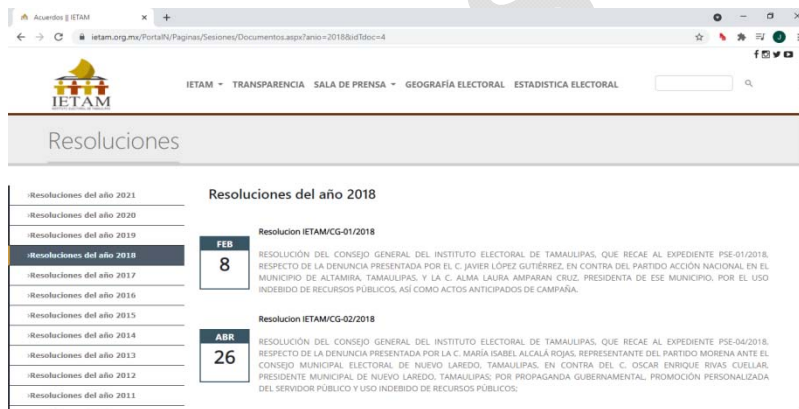 Acuerdos || IETAM
ietam.org.mx/PortalN/Paginas/Sesiones/Documentos.aspx?anio=2018&idTdoc=4
IETAM
IETAM TRANSPARENCIA SALA DE PRENSA GEOGRAFÍA ELECTORAL ESTADISTICA ELECTORAL
Resoluciones
›Resoluciones del año 2021
›Resoluciones del año 2020
›Resoluciones del año 2019
›Resoluciones del año 2018
›Resoluciones del año 2017
›Resoluciones del año 2016
›Resoluciones del año 2015
›Resoluciones del año 2014
›Resoluciones del año 2013
›Resoluciones del año 2012
›Resoluciones del año 2011
Resoluciones del año 2018
Resolucion IETAM/CG-01/2018
FEB
8
RESOLUCIÓN DEL CONSEJO GENERAL DEL INSTITUTO ELECTORAL DE TAMAULIPAS, QUE RECAE AL EXPEDIENTE PSE-01/2018,
RESPECTO DE LA DENUNCIA PRESENTADA POR EL C. JAVIER LÓPEZ GUTIÉRREZ, EN CONTRA DEL PARTIDO ACCIÓN NACIONAL EN EL
MUNICIPIO DE ALTAMIRA, TAMAULIPAS, Y LA C. ALMA LAURA AMPARAN CRUZ, PRESIDENTA DE ESE MUNICIPIO, POR EL USO
INDEBIDO DE RECURSOS PÚBLICOS, ASÍ COMO ACTOS ANTICIPADOS DE CAMPAÑA.
Resolucion IETAM/CG-02/2018
ABR
26
RESOLUCIÓN DEL CONSEJO GENERAL DEL INSTITUTO ELECTORAL DE TAMAULIPAS, QUE RECAE AL EXPEDIENTE PSE-04/2018,
RESPECTO DE LA DENUNCIA PRESENTADA POR LA C. MARÍA ISABEL ALCALÁ ROJAS, REPRESENTANTE DEL PARTIDO MORENA ANTE EL
CONSEJO MUNICIPAL ELECTORAL DE NUEVO LAREDO, TAMAULIPAS, EN CONTRA DEL C. OSCAR ENRIQUE RIVAS CUELLAR,
PRESIDENTE MUNICIPAL DE NUEVO LAREDO, TAMAULIPAS; POR PROPAGANDA GUBERNAMENTAL, PROMOCIÓN PERSONALIZADA
DEL SERVIDOR PÚBLICO Y USO INDEBIDO DE RECURSOS PÚBLICOS;